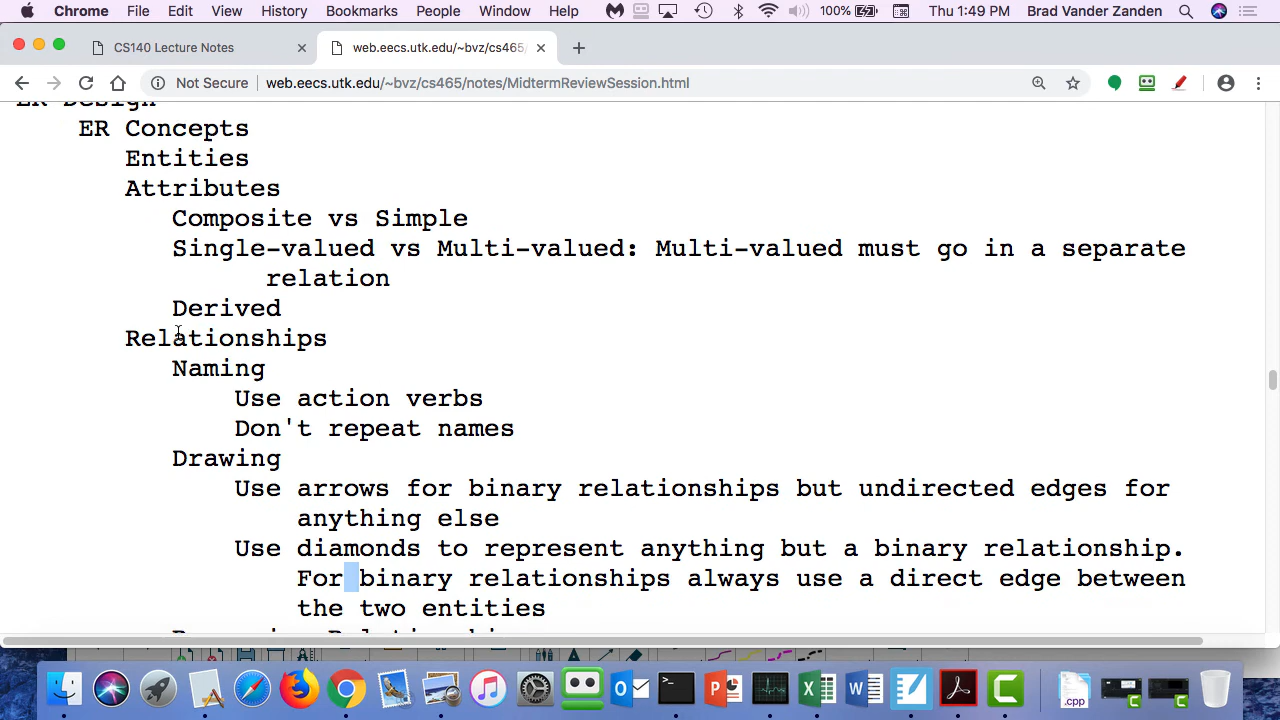 Chrome File Edit View History Bookmarks People Window Help 100% Thu 1:49 PM Brad Vander Zanden
CS140 Lecture Notes × web.eecs.utk.edu/~bvz/cs465/ × +
Not Secure web.eecs.utk.edu/~bvz/cs465/notes/MidtermReviewSession.html
ER Design
ER Concepts
Entities
Attributes
Composite vs Simple
Single-valued vs Multi-valued: Multi-valued must go in a separate
relation
Derived
Relationships
Naming
Use action verbs
Don't repeat names
Drawing
Use arrows for binary relationships but undirected edges for
anything else
Use diamonds to represent anything but a binary relationship.
For binary relationships always use a direct edge between
the two entities
.cpp